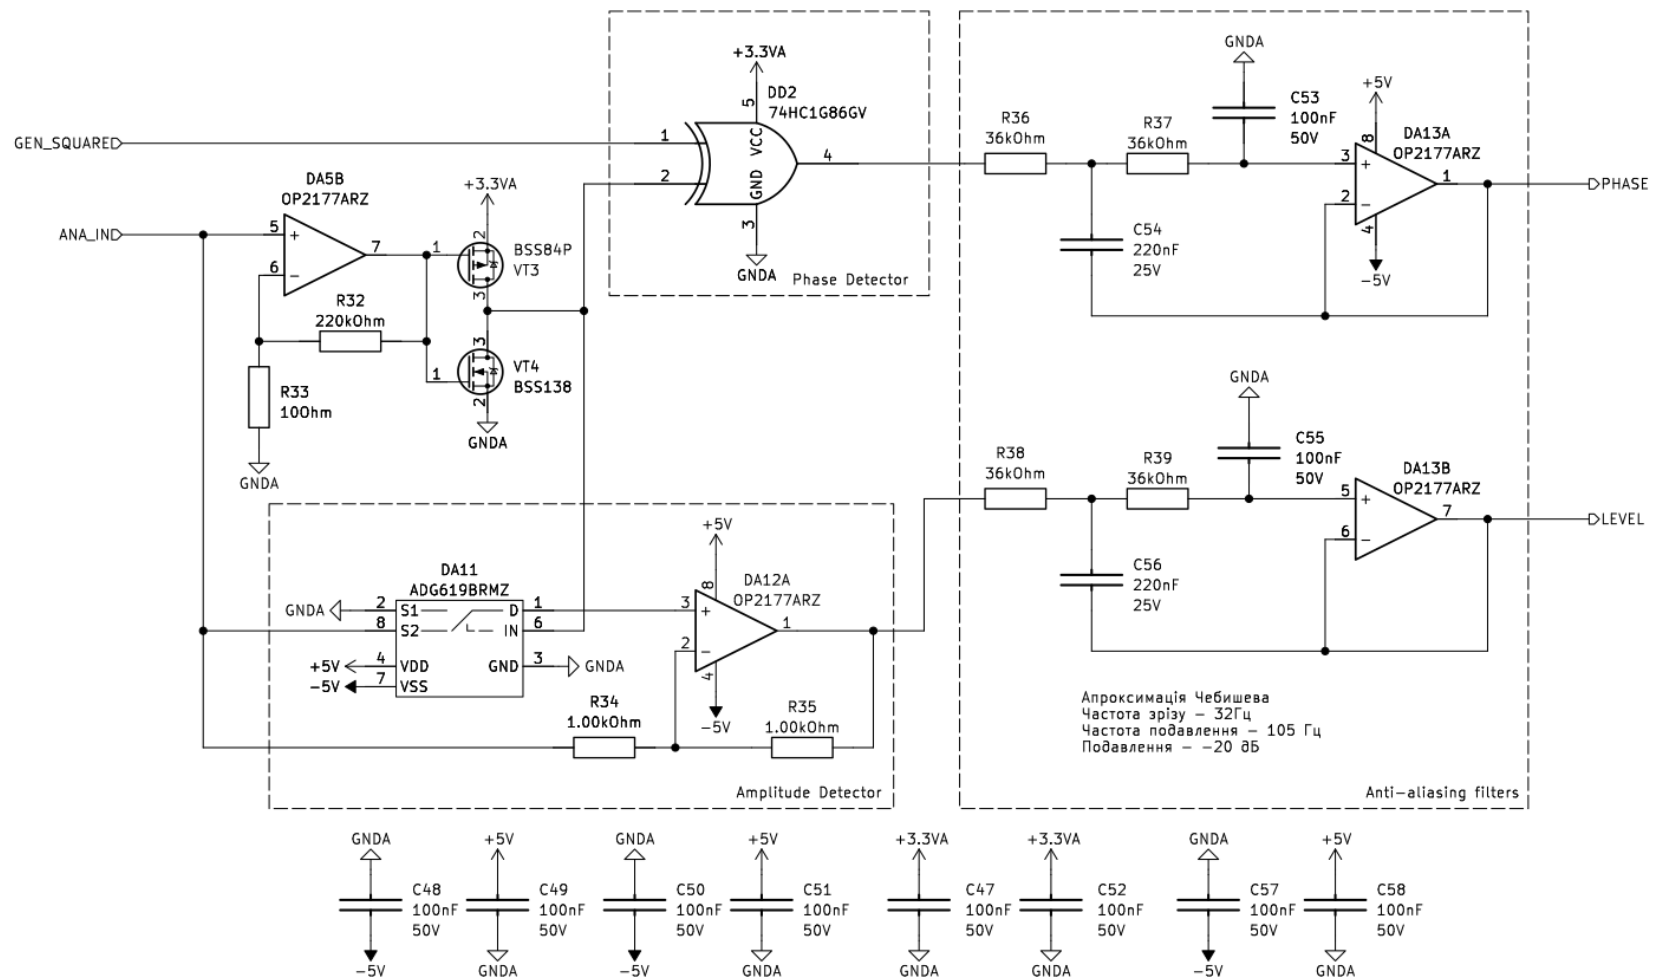 +3.3VA
DD2
74HC1G86GV
5
VCC
GND
1
2
4
3
GNDA
Phase Detector
GEN_SQUARED
ANA_IN
DA5B
OP2177ARZ
5
+
6
−
7
R32
220kOhm
R33
10Ohm
GNDA
+3.3VA
1
2
3
BSS84P
VT3
3
1
2
VT4
BSS138
GNDA
R36
36kOhm
R37
36kOhm
GNDA
C53
100nF
50V
C54
220nF
25V
+5V
8
DA13A
OP2177ARZ
3
+
2
−
1
4
-5V
PHASE
R38
36kOhm
R39
36kOhm
GNDA
C55
100nF
50V
C56
220nF
25V
DA13B
OP2177ARZ
5
+
6
−
7
LEVEL
Апроксимація Чебишева
Частота зрізу – 32Гц
Частота подавлення – 105 Гц
Подавлення – -20 дБ
Anti-aliasing filters
DA11
ADG619BRMZ
GNDA
2
S1
D
1
8
S2
IN
6
+5V
4
VDD
GND
3
GNDA
-5V
7
VSS
+5V
8
DA12A
OP2177ARZ
3
+
2
−
1
4
-5V
R34
1.00kOhm
R35
1.00kOhm
Amplitude Detector
GNDA
C48
100nF
50V
-5V
+5V
C49
100nF
50V
GNDA
GNDA
C50
100nF
50V
-5V
+5V
C51
100nF
50V
GNDA
+3.3VA
C47
100nF
50V
GNDA
+3.3VA
C52
100nF
50V
GNDA
GNDA
C57
100nF
50V
-5V
+5V
C58
100nF
50V
GNDA